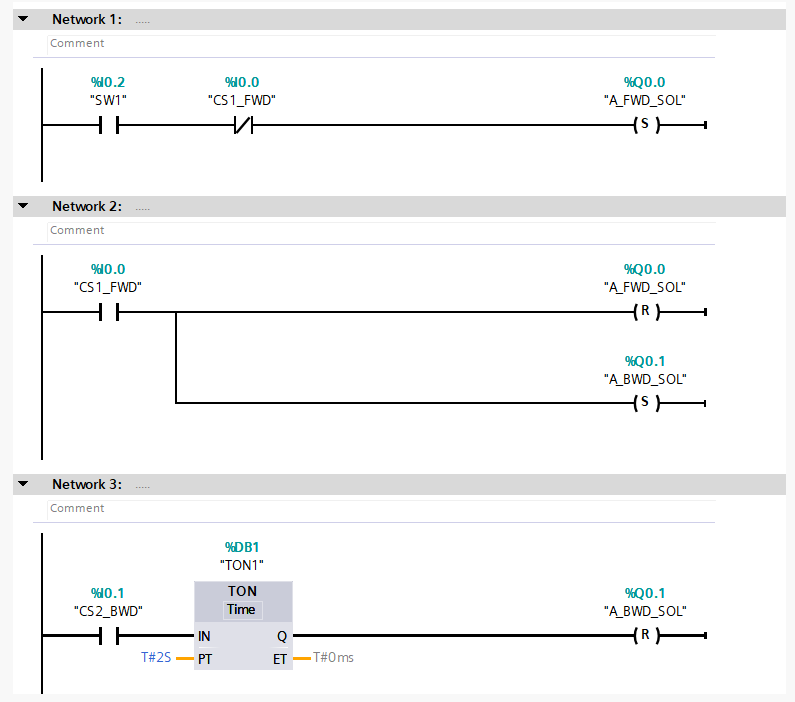 Network 1: .....
Comment
%I0.2 %I0.0 %Q0.0
"SW1" "CS1_FWD" "A_FWD_SOL"
S
Network 2: .....
Comment
%I0.0 %Q0.0
"CS1_FWD" "A_FWD_SOL"
R
%Q0.1
"A_BWD_SOL"
S
Network 3: .....
Comment
%DB1
"TON1"
TON
%I0.1 %Q0.1
"CS2_BWD" Time "A_BWD_SOL"
IN Q R
T#2S PT ET T#0ms